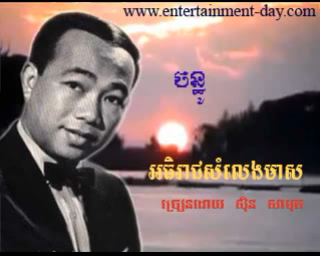 www.entertainment-day.com
បន្ទូ
អធិរាជសំលេងមាស
ច្រៀងដោយ ស៊ីន សាមុត